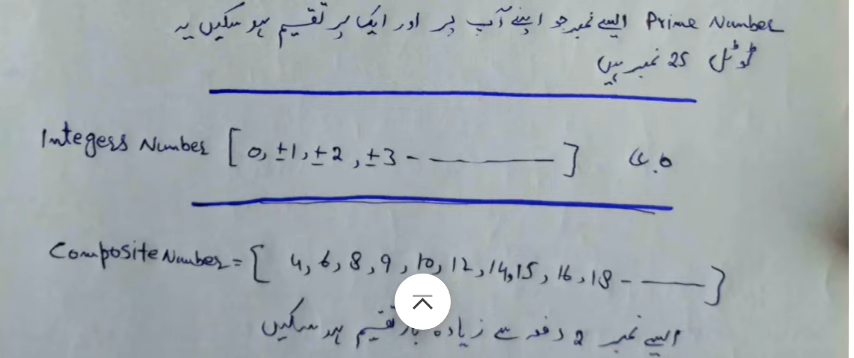 Prime Number ایسے نمبر جو اپنے آپ پر اور ایک پر تقسیم ہو سکیں یہ
ٹوٹل 25 نمبر ہیں
Integers Number [0, ±1, ±2, ±3 - ———]
Composite Number = [4, 6, 8, 9, 10, 12, 14, 15, 16, 18 - ———]
ایسے نمبر 2 دفعہ سے زیادہ بار تقسیم ہو سکیں